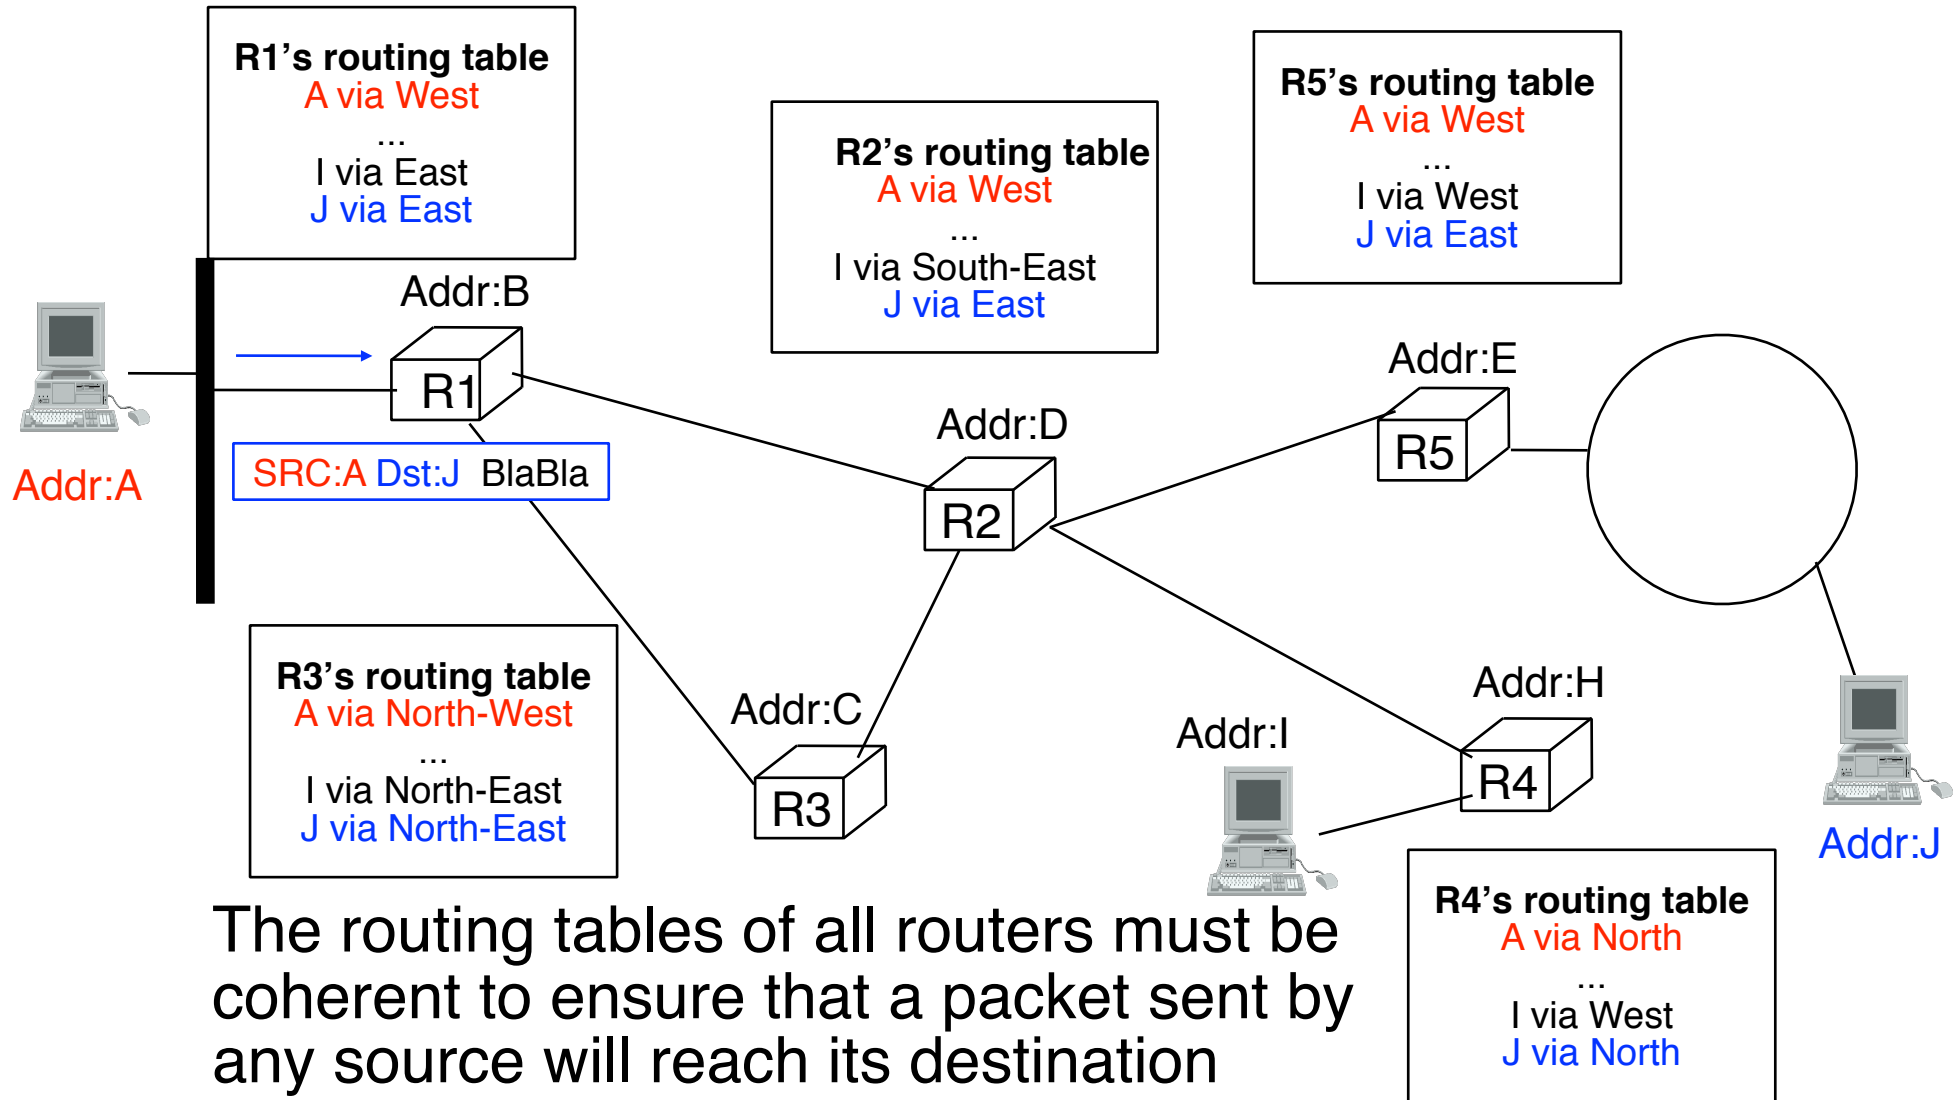 R1’s routing table
A via West
...
I via East
J via East
R2’s routing table
A via West
...
I via South-East
J via East
R5’s routing table
A via West
...
I via West
J via East
Addr:B
R1
Addr:E
R5
Addr:D
R2
Addr:A
SRC:A Dst:J BlaBla
R3’s routing table
A via North-West
...
I via North-East
J via North-East
Addr:C
R3
Addr:I
Addr:H
R4
Addr:J
R4’s routing table
A via North
...
I via West
J via North
The routing tables of all routers must be
coherent to ensure that a packet sent by
any source will reach its destination